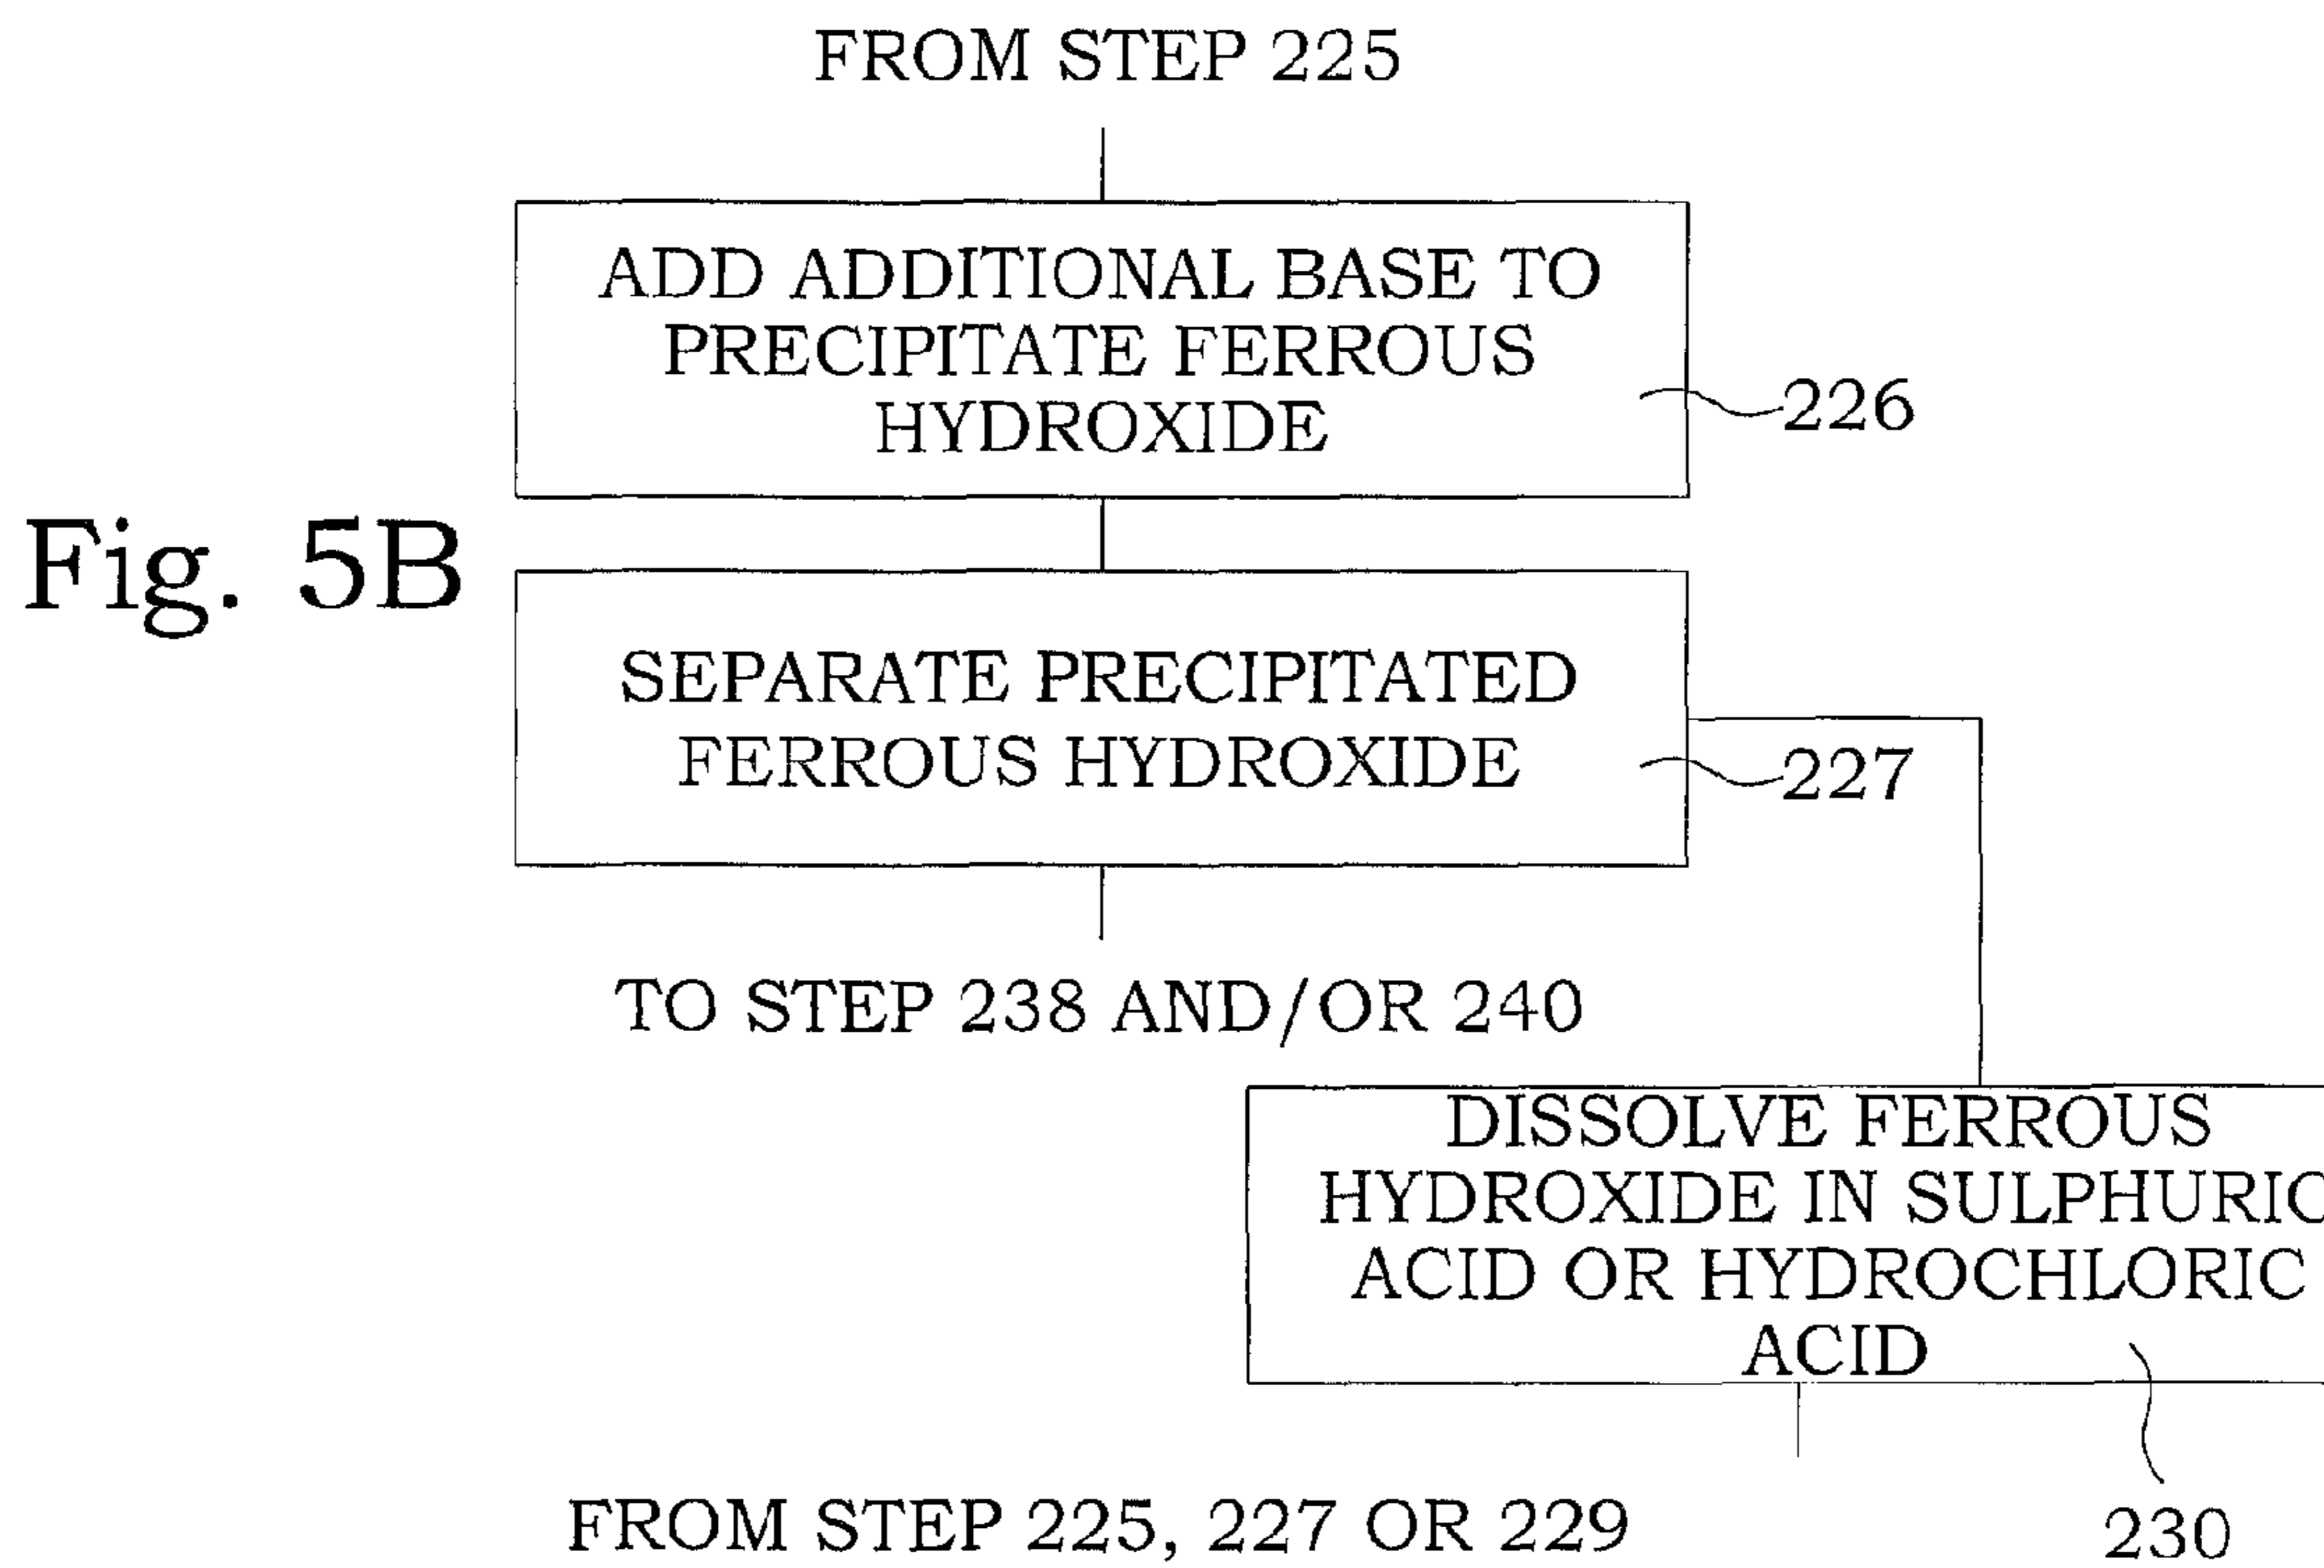 FROM STEP 225
ADD ADDITIONAL BASE TO
PRECIPITATE FERROUS
HYDROXIDE
226
Fig. 5B
SEPARATE PRECIPITATED
FERROUS HYDROXIDE
227
TO STEP 238 AND/OR 240
DISSOLVE FERROUS
HYDROXIDE IN SULPHURIC
ACID OR HYDROCHLORIC
ACID
230
FROM STEP 225, 227 OR 229